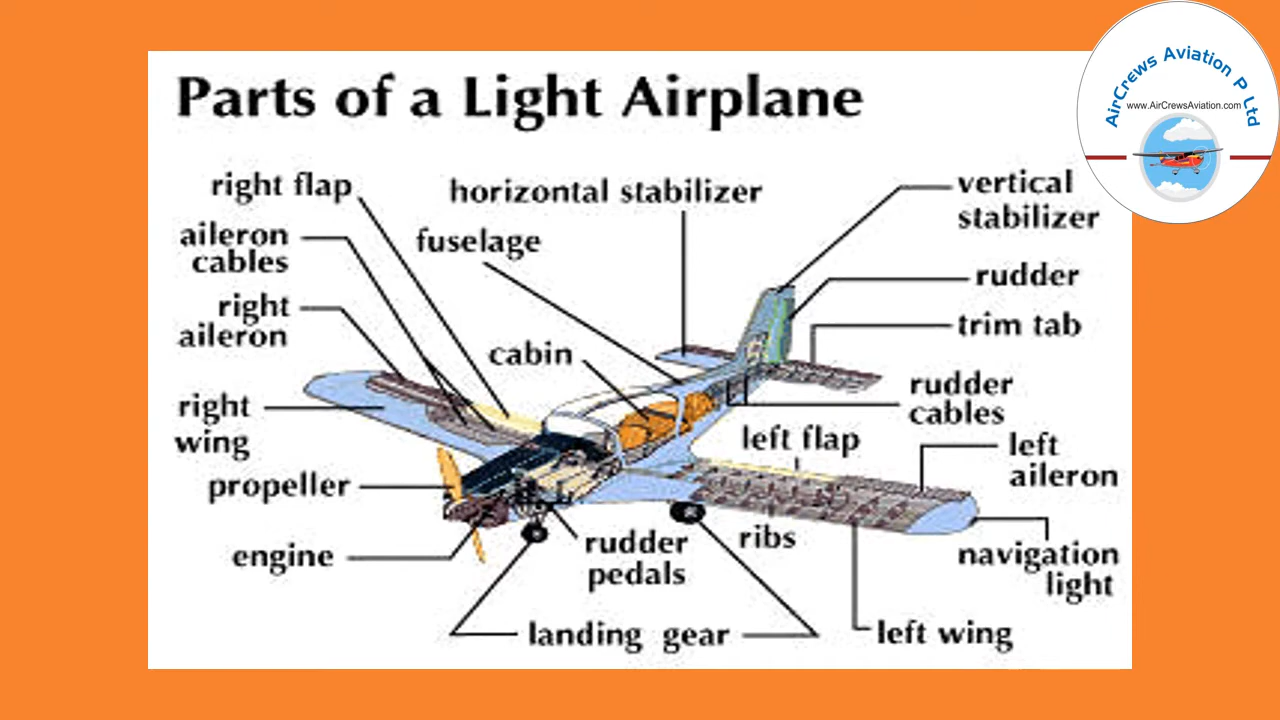 Parts of a Light Airplane
AirCrews Aviation P Ltd
www.AirCrewsAviation.com
right flap
horizontal stabilizer
vertical
stabilizer
aileron
cables
fuselage
rudder
right
aileron
trim tab
cabin
rudder
cables
right
wing
left flap
left
aileron
propeller
engine
rudder
pedals
ribs
navigation
light
landing gear
left wing